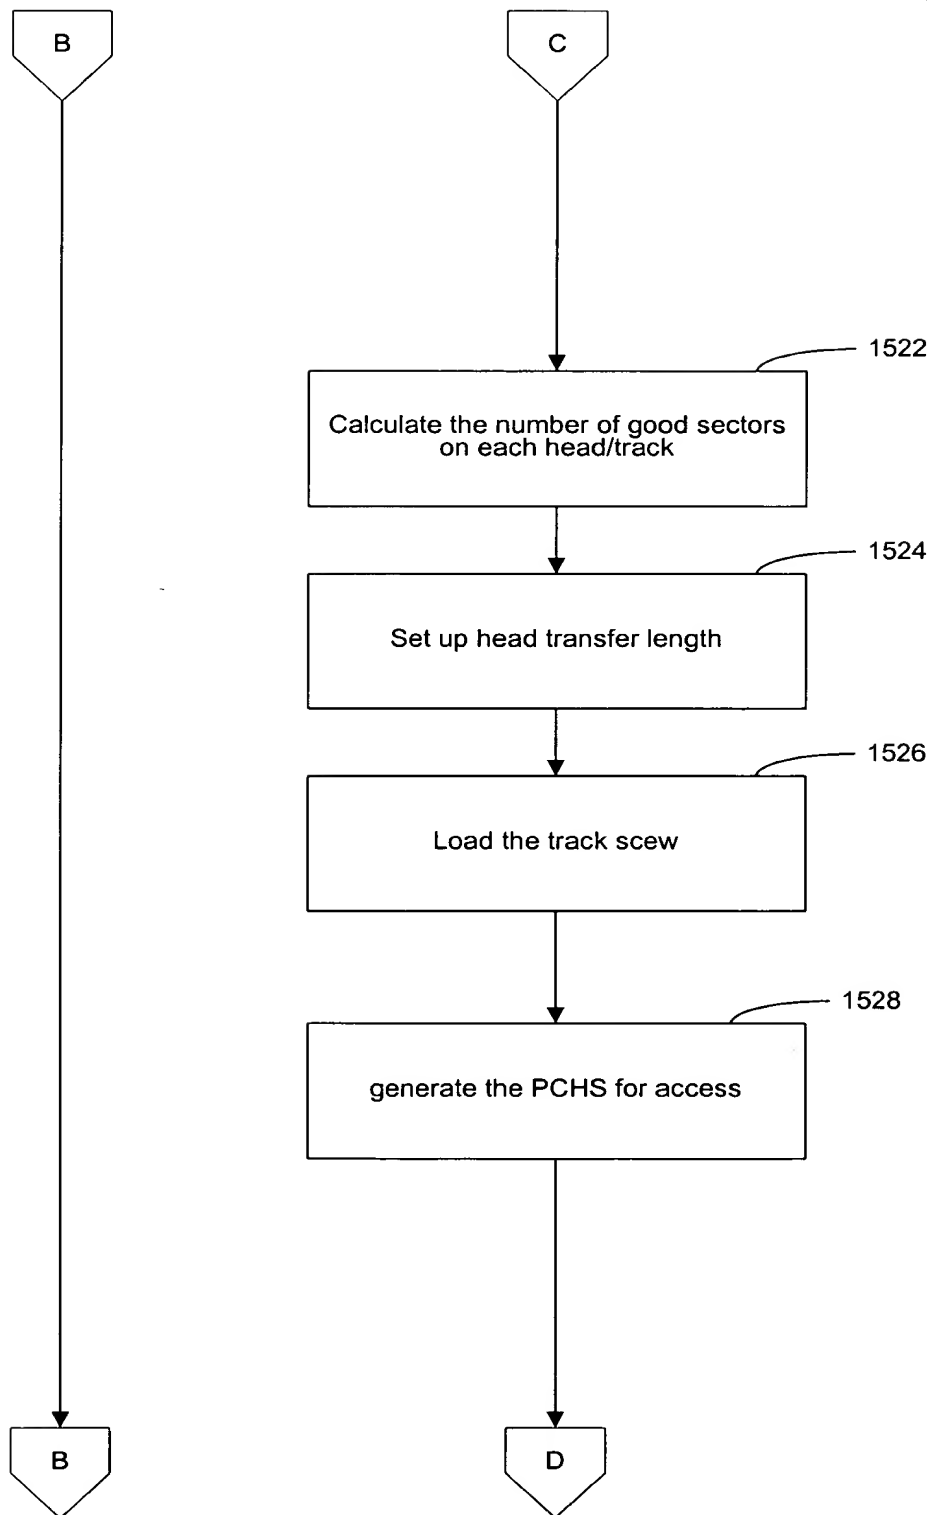 B
C
1522
Calculate the number of good sectors
on each head/track
1524
Set up head transfer length
1526
Load the track scew
1528
generate the PCHS for access
B
D